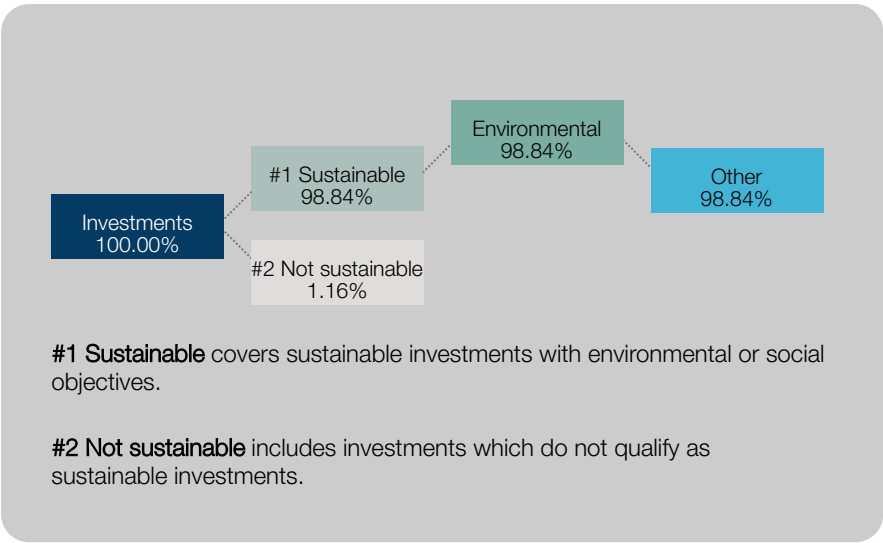 Environmental
98.84%
#1 Sustainable
98.84%
Other
98.84%
Investments
100.00%
#2 Not sustainable
1.16%
#1 Sustainable covers sustainable investments with environmental or social
objectives.
#2 Not sustainable includes investments which do not qualify as
sustainable investments.